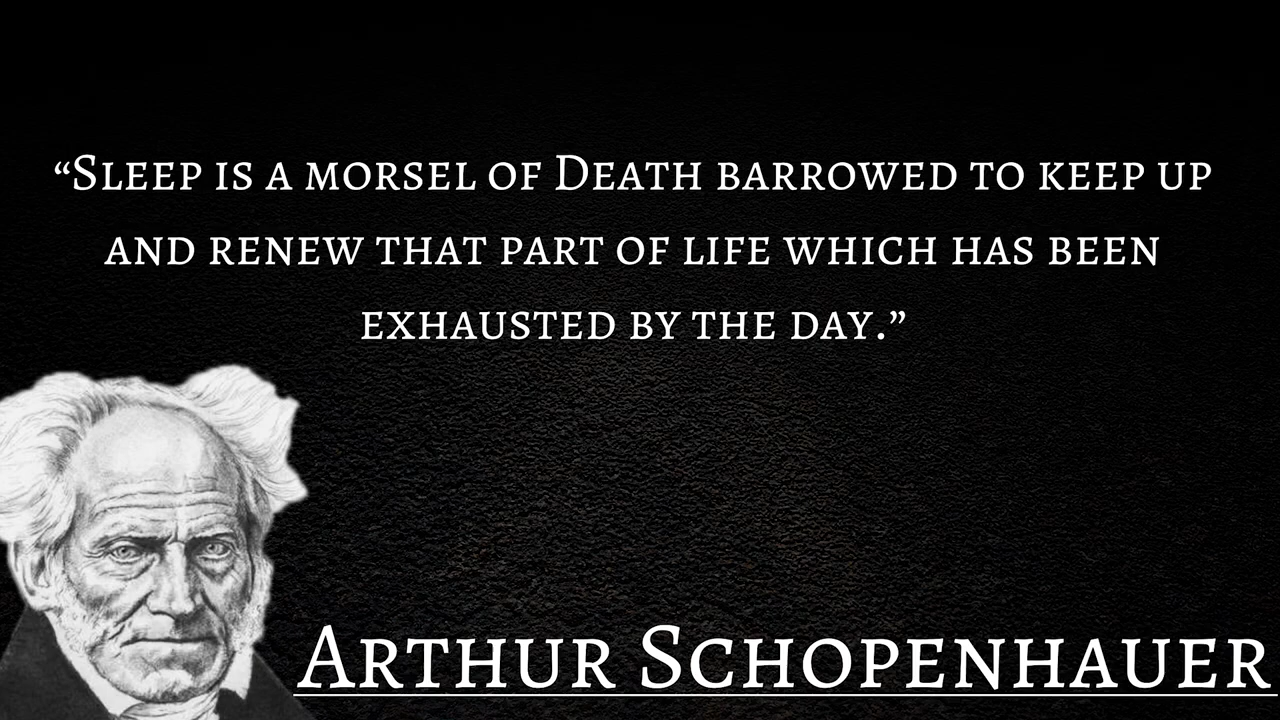 “Sleep is a morsel of Death barrowed to keep up
and renew that part of life which has been
exhausted by the day.”
Arthur Schopenhauer